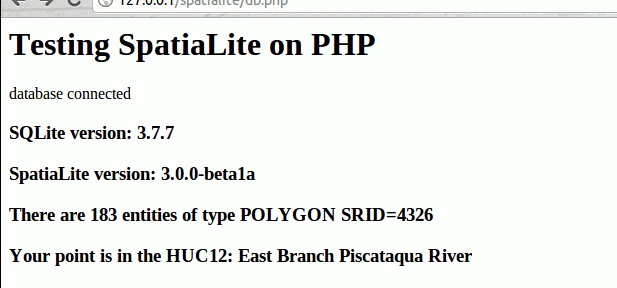 127.0.0.1/spatialite/db.php
Testing SpatiaLite on PHP
database connected
SQLite version: 3.7.7
SpatiaLite version: 3.0.0-beta1a
There are 183 entities of type POLYGON SRID=4326
Your point is in the HUC12: East Branch Piscataqua River